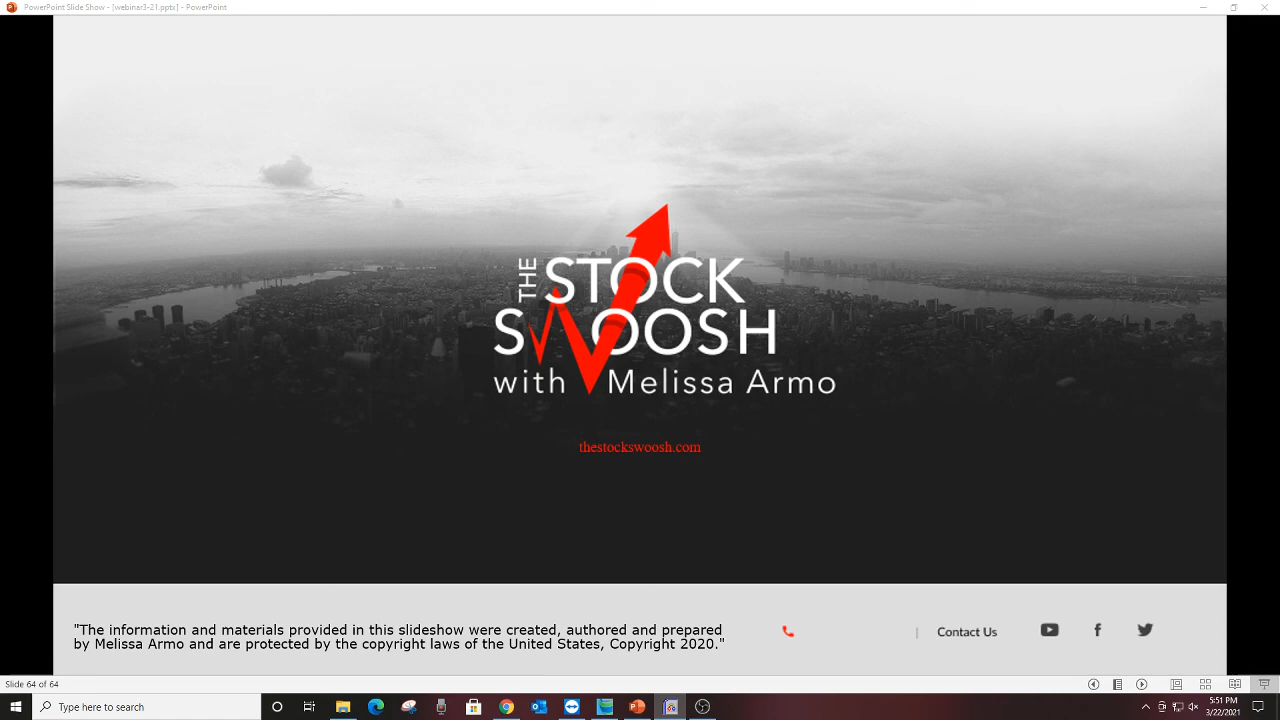 PowerPoint Slide Show - [webinar3-21.pptx] - PowerPoint
THE STOCK
SWOOSH
with Melissa Armo
thestockswoosh.com
"The information and materials provided in this slideshow were created, authored and prepared
by Melissa Armo and are protected by the copyright laws of the United States, Copyright 2020."
| Contact Us
Slide 64 of 64
Type here to search
5:51 PM
3/22/2021